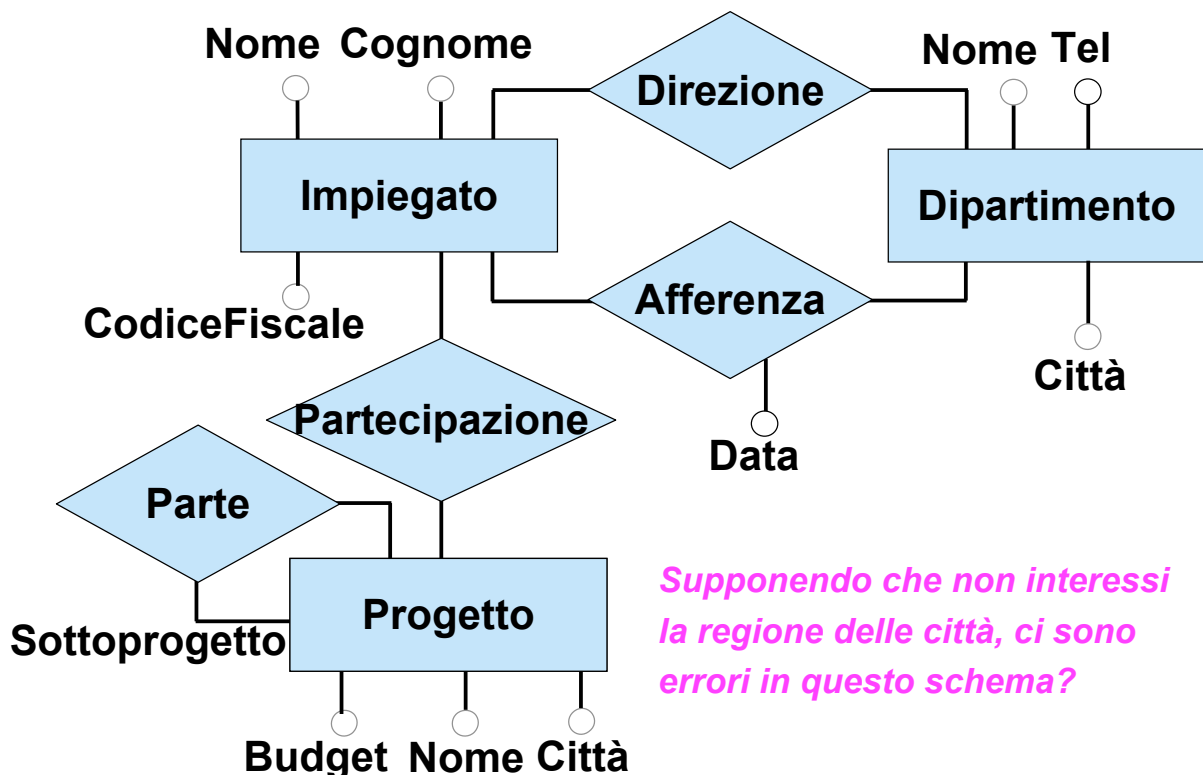 Nome Cognome
Direzione
Nome Tel
Impiegato
Dipartimento
Afferenza
CodiceFiscale
Città
Partecipazione
Data
Parte
Sottoprogetto
Progetto
Budget Nome Città
Supponendo che non interessi
la regione delle città, ci sono
errori in questo schema?